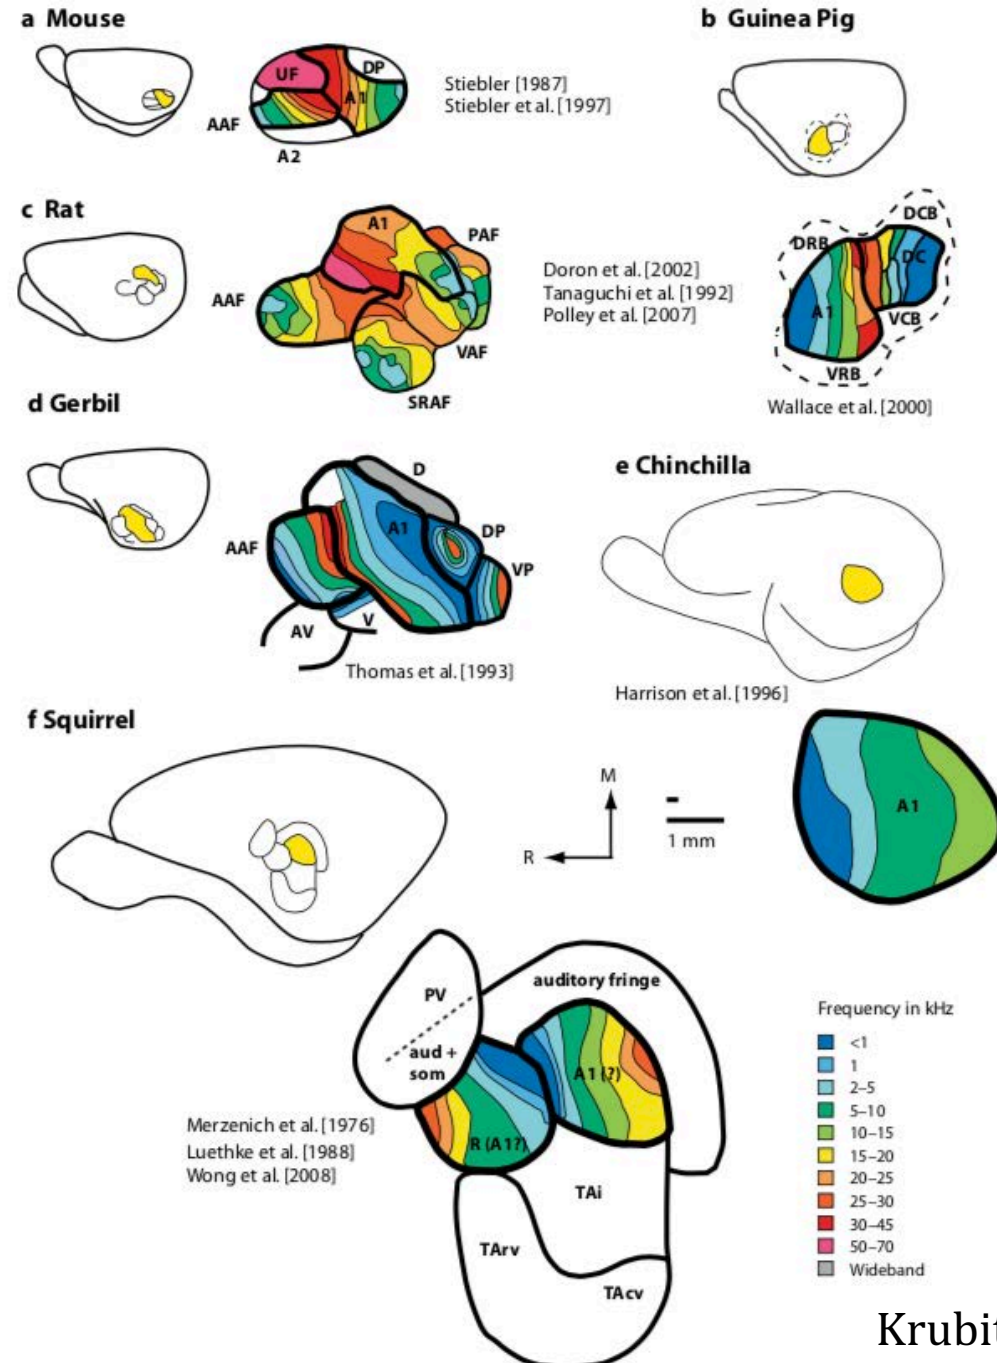 a Mouse
UF
DP
A1
AAF
A2
Stiebler [1987]
Stiebler et al. [1997]
b Guinea Pig
DCB
DRB
DC
A1
VCB
VRB
Wallace et al. [2000]
c Rat
A1
PAF
AAF
VAF
SRAF
Doron et al. [2002]
Tanaguchi et al. [1992]
Polley et al. [2007]
d Gerbil
D
A1
DP
AAF
VP
AV
V
Thomas et al. [1993]
e Chinchilla
Harrison et al. [1996]
A1
f Squirrel
M
R
1 mm
PV
auditory fringe
aud +
som
A1 (?)
R (A1?)
TAi
TArv
TAcv
Merzenich et al. [1976]
Luethke et al. [1988]
Wong et al. [2008]
Frequency in kHz
<1
1
2–5
5–10
10–15
15–20
20–25
25–30
30–45
50–70
Wideband
Krubit